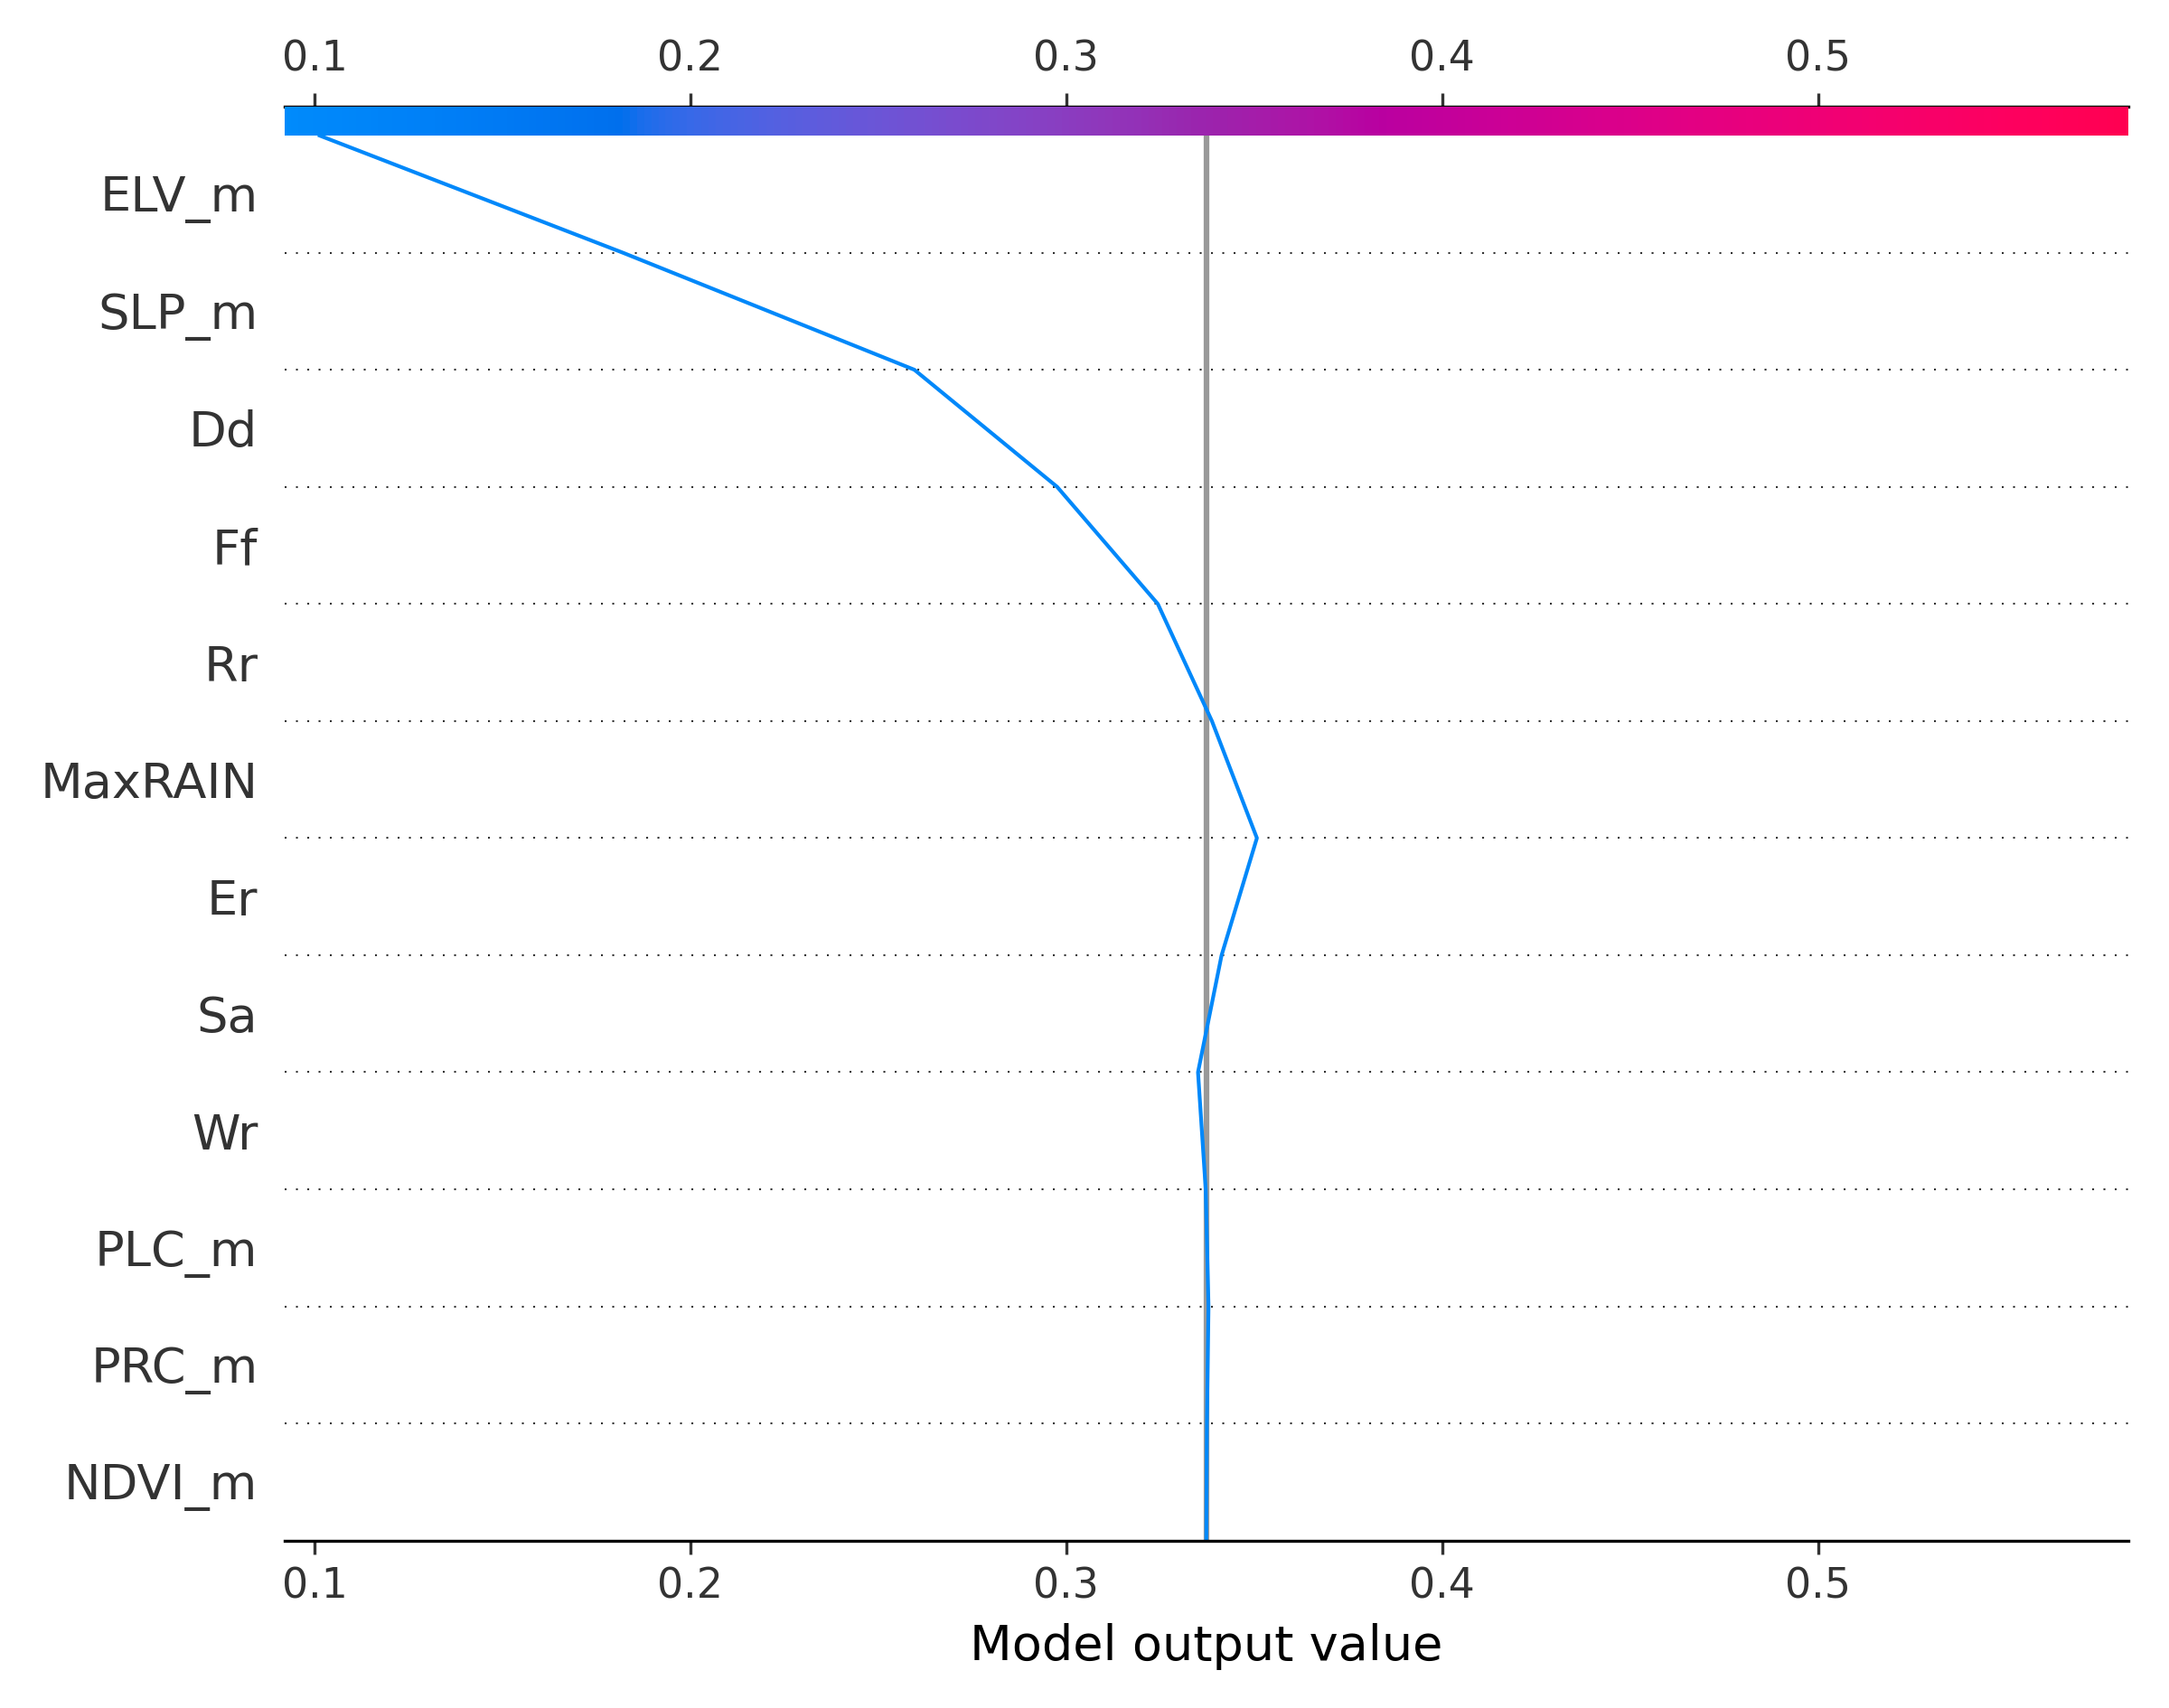 0.1 0.2 0.3 0.4 0.5
ELV_m
SLP_m
Dd
Ff
Rr
MaxRAIN
Er
Sa
Wr
PLC_m
PRC_m
NDVI_m
0.1 0.2 0.3 0.4 0.5
Model output value